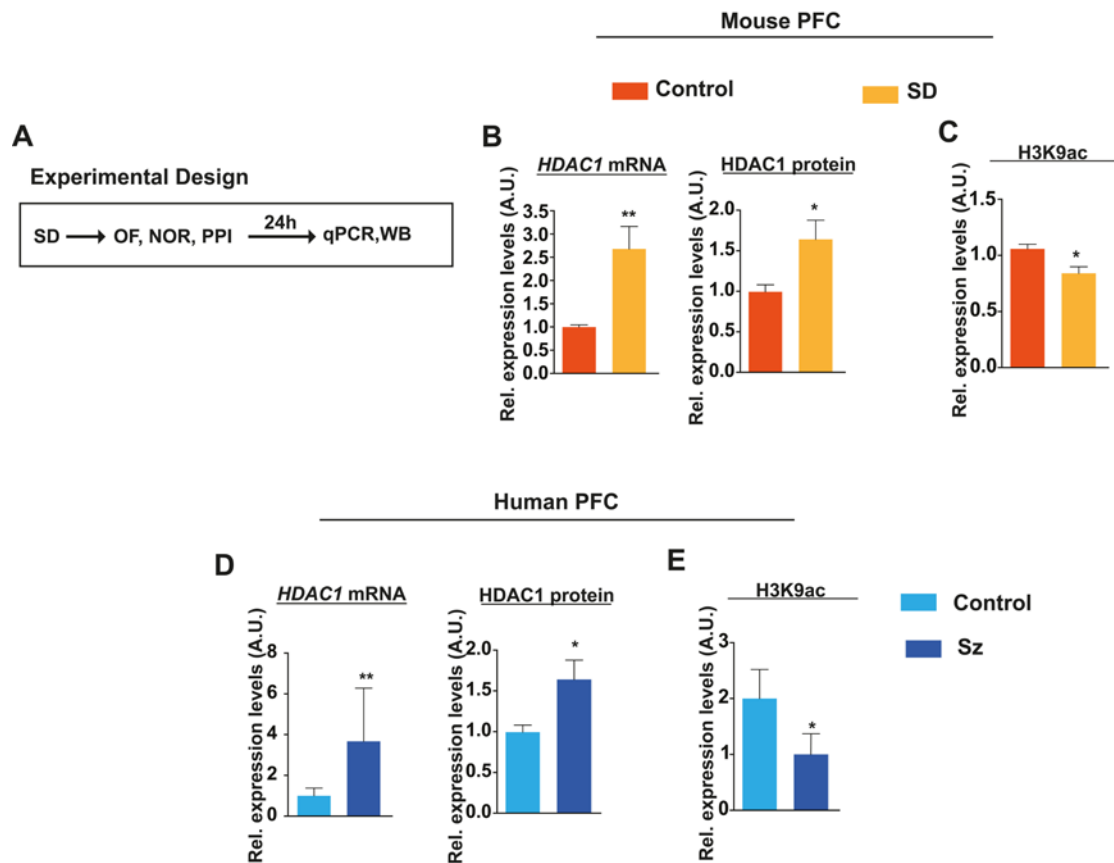 Mouse PFC
Control
SD
A
Experimental Design
SD OF, NOR, PPI 24h qPCR,WB
B
HDAC1 mRNA
Rel. expression levels (A.U.)
3.5
3.0
2.5
2.0
1.5
1.0
0.5
0.0
**
HDAC1 protein
Rel. expression levels (A.U.)
2.0
1.5
1.0
0.5
0.0
*
C
H3K9ac
Rel. expression levels (A.U.)
1.5
1.0
0.5
0.0
*
Human PFC
D
HDAC1 mRNA
Rel. expression levels (A.U.)
8
6
4
2
0
**
HDAC1 protein
Rel. expression levels (A.U.)
2.0
1.5
1.0
0.5
0.0
*
E
H3K9ac
Rel. expression levels (A.U.)
3
2
1
0
*
Control
Sz